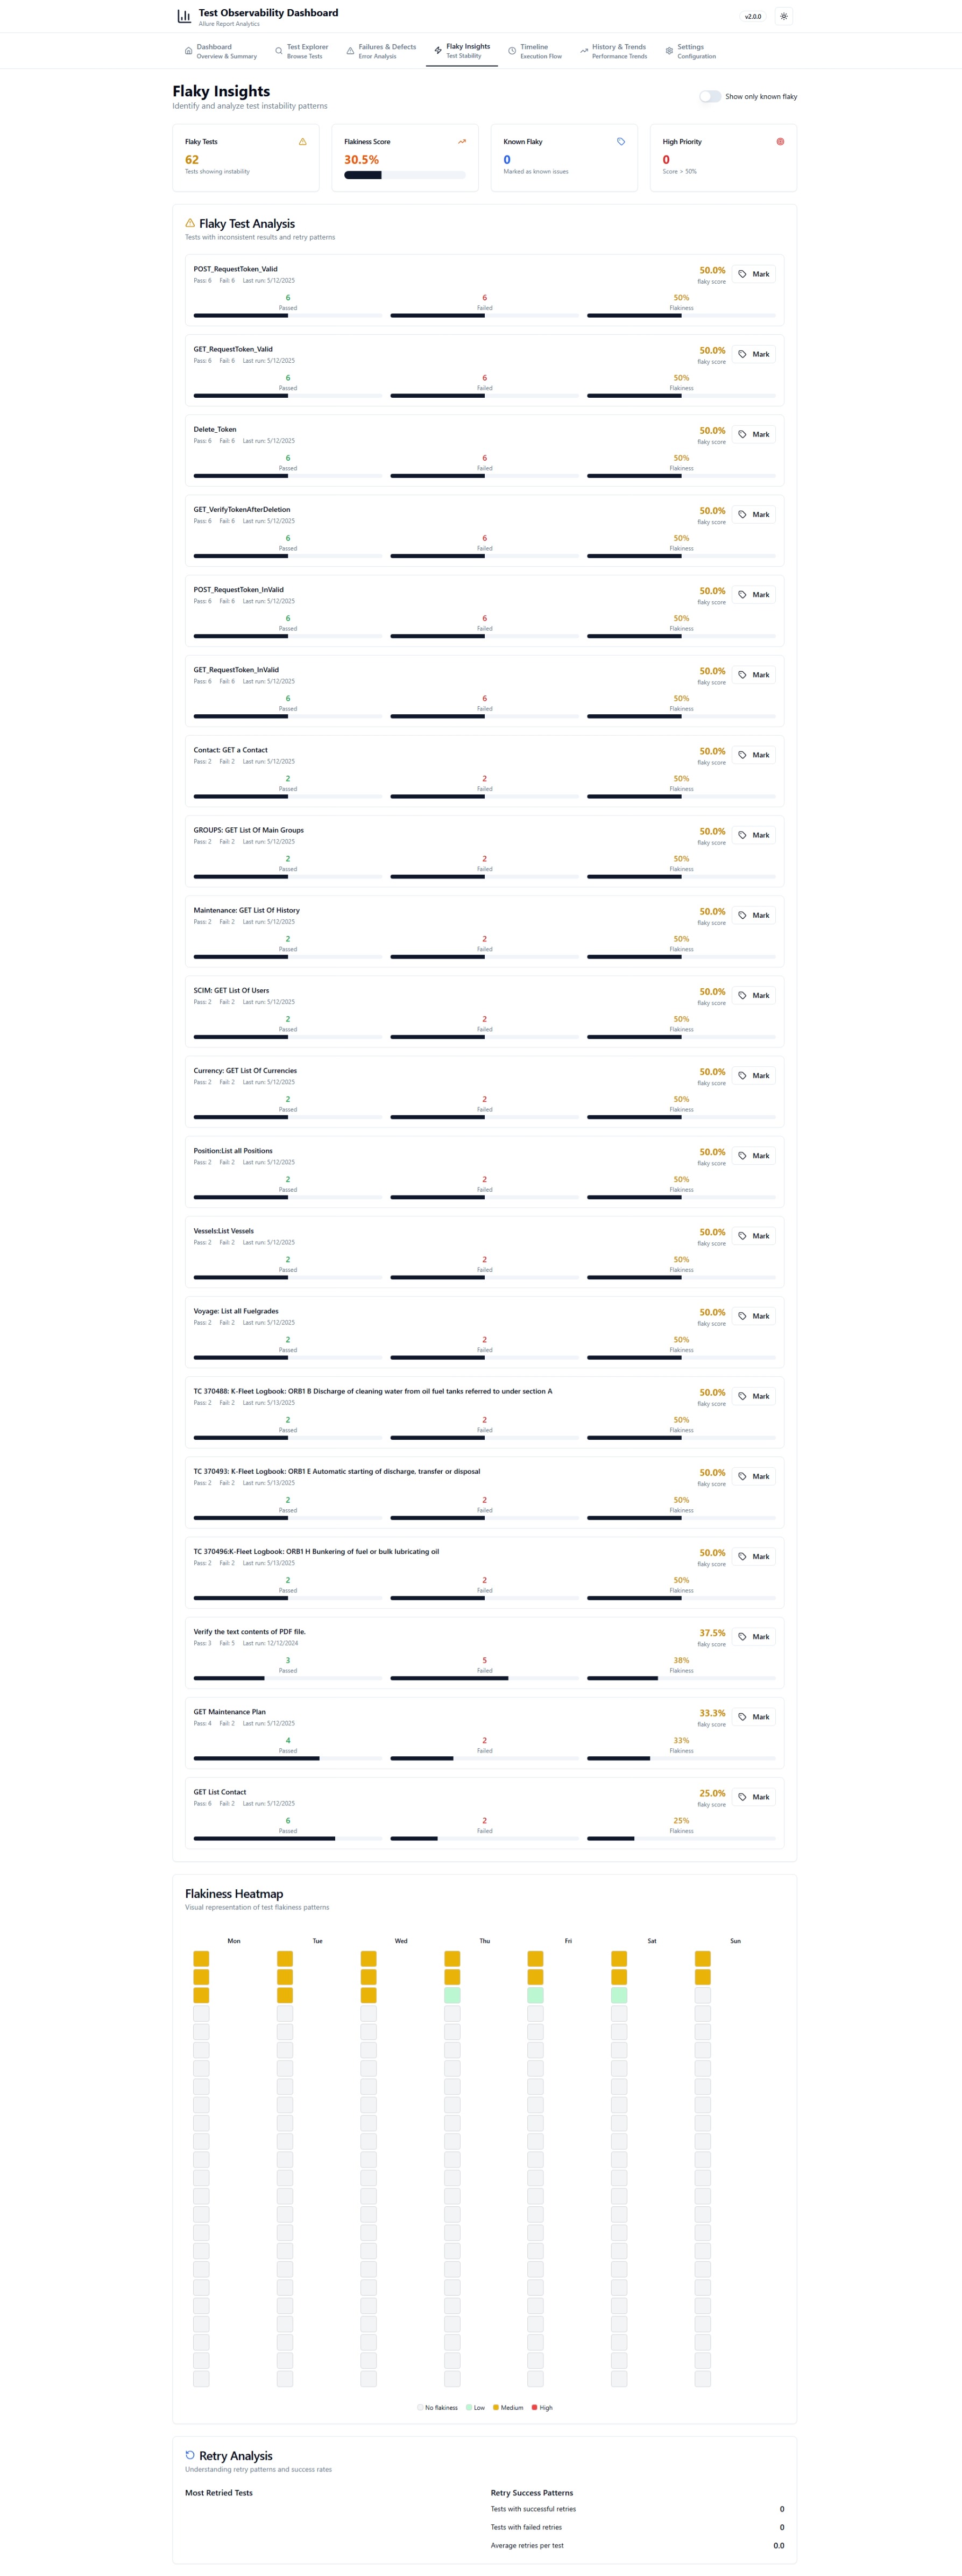 Test Observability Dashboard
Allure Report Analytics
v2.0.0
Dashboard
Overview & Summary
Test Explorer
Browse Tests
Failures & Defects
Error Analysis
Flaky Insights
Test Stability
Timeline
Execution Flow
History & Trends
Performance Trends
Settings
Configuration
Flaky Insights
Identify and analyze test instability patterns
Show only known flaky
Flaky Tests
62
Tests showing instability
Flakiness Score
30.5%
Known Flaky
0
Marked as known issues
High Priority
0
Score > 50%
Flaky Test Analysis
Tests with inconsistent results and retry patterns
POST_RequestToken_Valid
Pass: 6 Fail: 6 Last run: 5/12/2025
50.0%
flaky score
Mark
6 6 50%
Passed Failed Flakiness
GET_RequestToken_Valid
Pass: 6 Fail: 6 Last run: 5/12/2025
50.0%
flaky score
Mark
6 6 50%
Passed Failed Flakiness
Delete_Token
Pass: 6 Fail: 6 Last run: 5/12/2025
50.0%
flaky score
Mark
6 6 50%
Passed Failed Flakiness
GET_VerifyTokenAfterDeletion
Pass: 6 Fail: 6 Last run: 5/12/2025
50.0%
flaky score
Mark
6 6 50%
Passed Failed Flakiness
POST_RequestToken_InValid
Pass: 6 Fail: 6 Last run: 5/12/2025
50.0%
flaky score
Mark
6 6 50%
Passed Failed Flakiness
GET_RequestToken_InValid
Pass: 6 Fail: 6 Last run: 5/12/2025
50.0%
flaky score
Mark
6 6 50%
Passed Failed Flakiness
Contact: GET a Contact
Pass: 2 Fail: 2 Last run: 5/12/2025
50.0%
flaky score
Mark
2 2 50%
Passed Failed Flakiness
GROUPS: GET List Of Main Groups
Pass: 2 Fail: 2 Last run: 5/12/2025
50.0%
flaky score
Mark
2 2 50%
Passed Failed Flakiness
Maintenance: GET List Of History
Pass: 2 Fail: 2 Last run: 5/12/2025
50.0%
flaky score
Mark
2 2 50%
Passed Failed Flakiness
SCIM: GET List Of Users
Pass: 2 Fail: 2 Last run: 5/12/2025
50.0%
flaky score
Mark
2 2 50%
Passed Failed Flakiness
Currency: GET List Of Currencies
Pass: 2 Fail: 2 Last run: 5/12/2025
50.0%
flaky score
Mark
2 2 50%
Passed Failed Flakiness
Position:List all Positions
Pass: 2 Fail: 2 Last run: 5/12/2025
50.0%
flaky score
Mark
2 2 50%
Passed Failed Flakiness
Vessels:List Vessels
Pass: 2 Fail: 2 Last run: 5/12/2025
50.0%
flaky score
Mark
2 2 50%
Passed Failed Flakiness
Voyage: List all Fuelgrades
Pass: 2 Fail: 2 Last run: 5/12/2025
50.0%
flaky score
Mark
2 2 50%
Passed Failed Flakiness
TC 370488: K-Fleet Logbook: ORB1 B Discharge of cleaning water from oil fuel tanks referred to under section A
Pass: 2 Fail: 2 Last run: 5/13/2025
50.0%
flaky score
Mark
2 2 50%
Passed Failed Flakiness
TC 370493: K-Fleet Logbook: ORB1 E Automatic starting of discharge, transfer or disposal
Pass: 2 Fail: 2 Last run: 5/13/2025
50.0%
flaky score
Mark
2 2 50%
Passed Failed Flakiness
TC 370496:K-Fleet Logbook: ORB1 H Bunkering of fuel or bulk lubricating oil
Pass: 2 Fail: 2 Last run: 5/13/2025
50.0%
flaky score
Mark
2 2 50%
Passed Failed Flakiness
Verify the text contents of PDF file.
Pass: 3 Fail: 5 Last run: 12/12/2024
37.5%
flaky score
Mark
3 5 38%
Passed Failed Flakiness
GET Maintenance Plan
Pass: 4 Fail: 2 Last run: 5/12/2025
33.3%
flaky score
Mark
4 2 33%
Passed Failed Flakiness
GET List Contact
Pass: 6 Fail: 2 Last run: 5/12/2025
25.0%
flaky score
Mark
6 2 25%
Passed Failed Flakiness
Flakiness Heatmap
Visual representation of test flakiness patterns
Mon Tue Wed Thu Fri Sat Sun
No flakiness Low Medium High
Retry Analysis
Understanding retry patterns and success rates
Most Retried Tests
Retry Success Patterns
Tests with successful retries 0
Tests with failed retries 0
Average retries per test 0.0